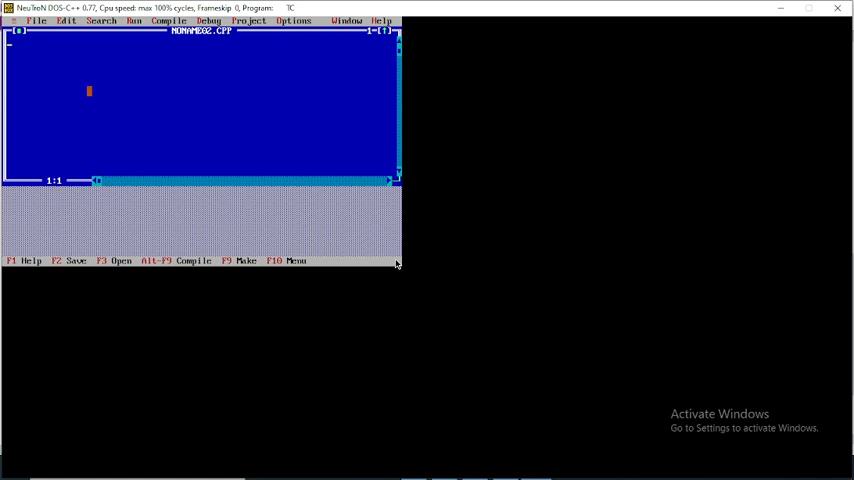 NeuTroN DOS-C++ 0.77, Cpu speed: max 100% cycles, Frameskip 0, Program: TC
File Edit Search Run Compile Debug Project Options Window Help
NONAME02.CPP 1
1:1
F1 Help F2 Save F3 Open Alt-F9 Compile F9 Make F10 Menu
Activate Windows
Go to Settings to activate Windows.